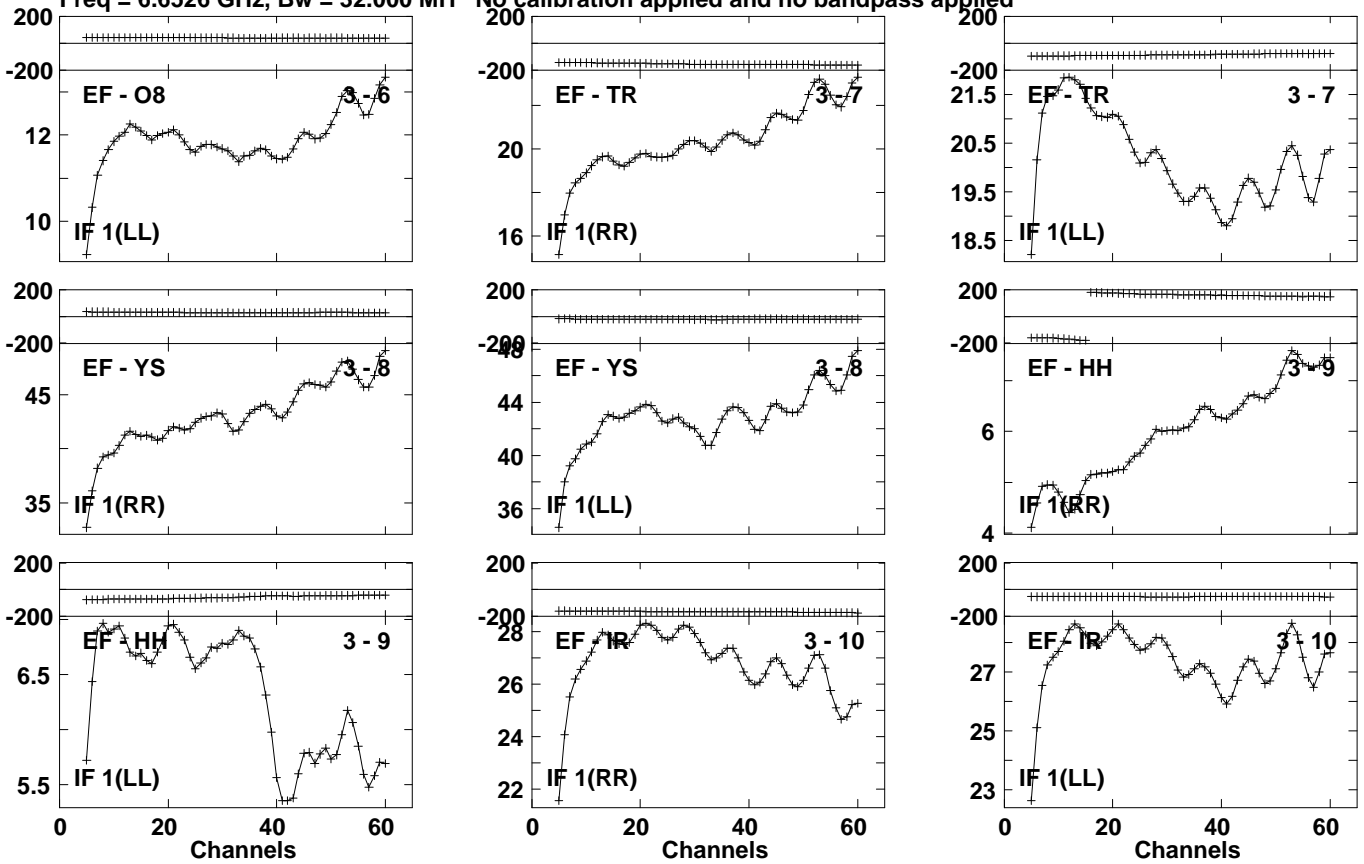 Freq = 6.6526 GHz, Bw = 32.000 MH No calibration applied and no bandpass applied
200
-200
EF - O8
3 - 6
12
10
IF 1(LL)
200
-200
EF - TR
3 - 7
20
16
IF 1(RR)
200
-200
EF - TR
3 - 7
21.5
20.5
19.5
18.5
IF 1(LL)
200
-200
EF - YS
3 - 8
45
35
IF 1(RR)
200
-200
48
EF - YS
3 - 8
44
40
36
IF 1(LL)
200
-200
EF - HH
3 - 9
6
4
IF 1(RR)
200
-200
EF - HH
3 - 9
6.5
5.5
IF 1(LL)
0 20 40 60
Channels
200
-200
28
EF - IR
3 - 10
26
24
22
IF 1(RR)
0 20 40 60
Channels
200
-200
EF - IR
3 - 10
27
25
23
IF 1(LL)
0 20 40 60
Channels